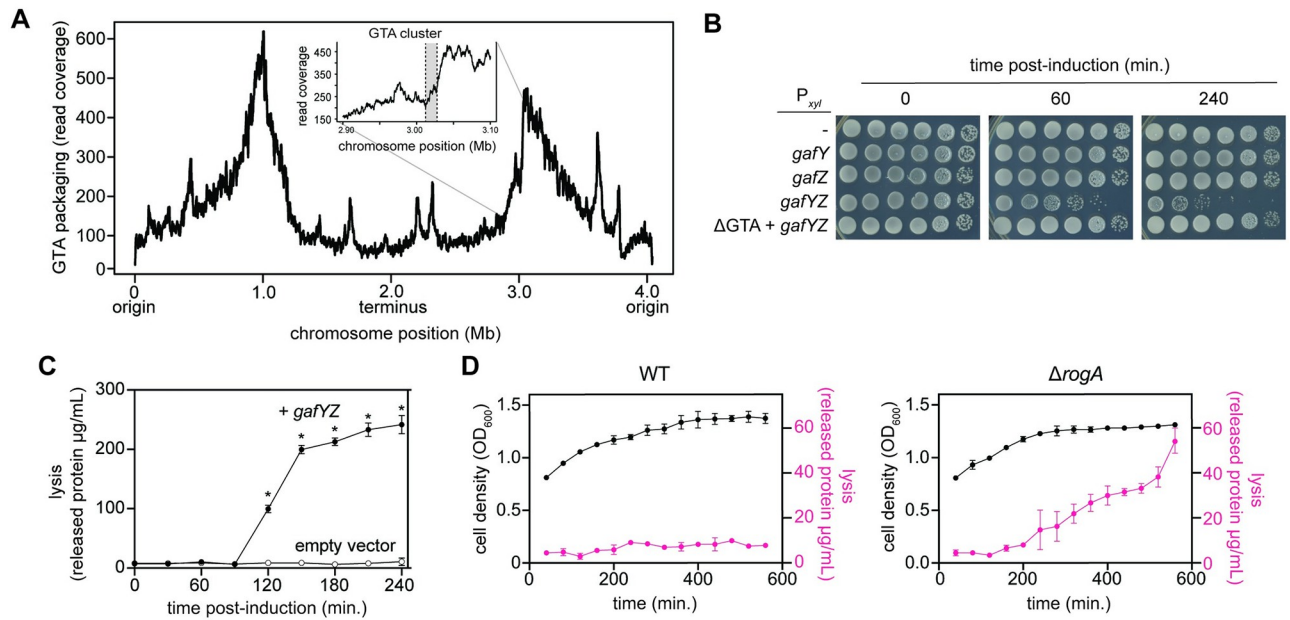 A
GTA packaging (read coverage)
600
500
400
300
200
100
0
0
1.0
2.0
3.0
4.0
origin
terminus
origin
chromosome position (Mb)
GTA cluster
read coverage
450
350
250
150
2.90
3.00
3.10
chromosome position (Mb)
B
time post-induction (min.)
Pxyl
0
60
240
-
gafY
gafZ
gafYZ
ΔGTA + gafYZ
C
lysis
(released protein µg/mL)
300
200
100
0
+ gafYZ
* * * * *
empty vector
0
60
120
180
240
time post-induction (min.)
D
WT
cell density (OD600)
1.5
1.0
0.5
0
60
40
20
0
lysis
(released protein µg/mL)
0
200
400
600
time (min.)
ΔrogA
cell density (OD600)
1.5
1.0
0.5
0
60
40
20
0
lysis
(released protein µg/mL)
0
200
400
600
time (min.)